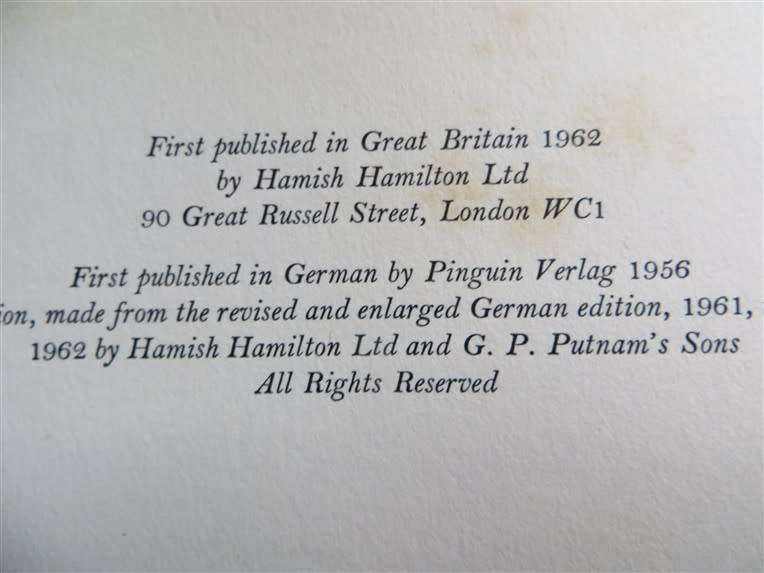 First published in Great Britain 1962
by Hamish Hamilton Ltd
90 Great Russell Street, London WC1
First published in German by Pinguin Verlag 1956
made from the revised and enlarged German edition, 1961,
1962 by Hamish Hamilton Ltd and G. P. Putnam's Sons
All Rights Reserved